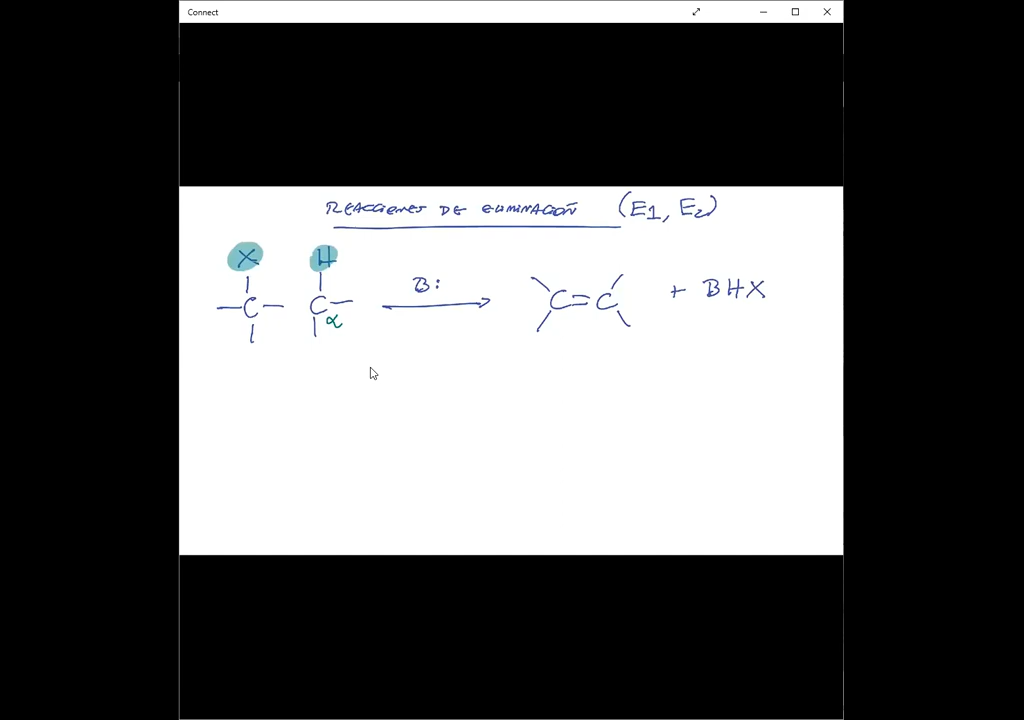 Connect
REACCIONES DE ELIMINACIÓN (E1, E2)
X H
B:
C C C=C + BHX
α